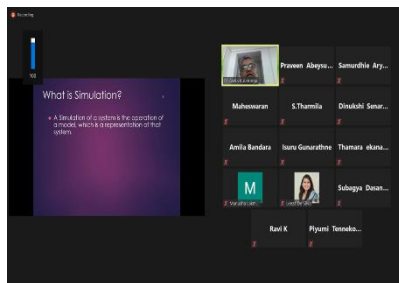 Recording
100
What is Simulation?
A Simulation of a system is the operation of
a model, which is a representation of that
system.
Praveen Abeysu...
Samurdhie Ary...
Maheswaran
S.Tharmila
Dinukshi Senar...
Amila Bandara
Isuru Gunarathne
Thamara ekana...
M
Subagya Dasan...
Ravi K
Piyumi Tenneko...